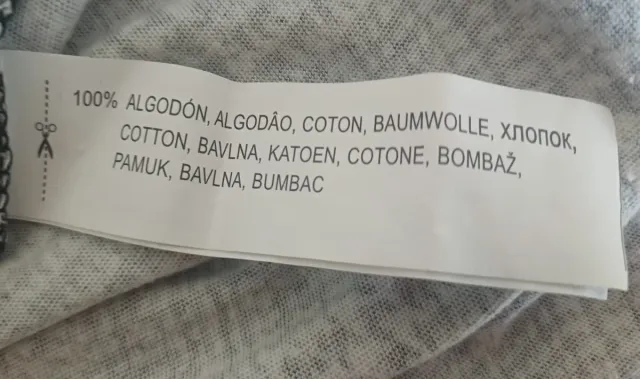 100% ALGODÓN, ALGODÂO, COTON, BAUMWOLLE, ХЛОПОК,
COTTON, BAVLNA, KATOEN, COTONE, BOMBAŽ,
PAMUK, BAVLNA, BUMBAC